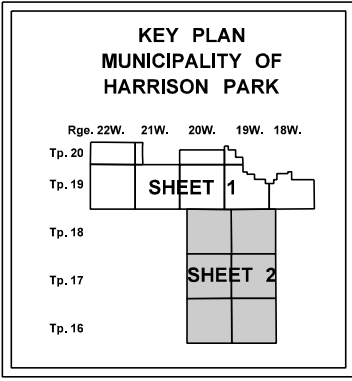 KEY PLAN
MUNICIPALITY OF
HARRISON PARK
Rge. 22W. 21W. 20W. 19W. 18W.
Tp. 20
Tp. 19 SHEET 1
Tp. 18
Tp. 17 SHEET 2
Tp. 16